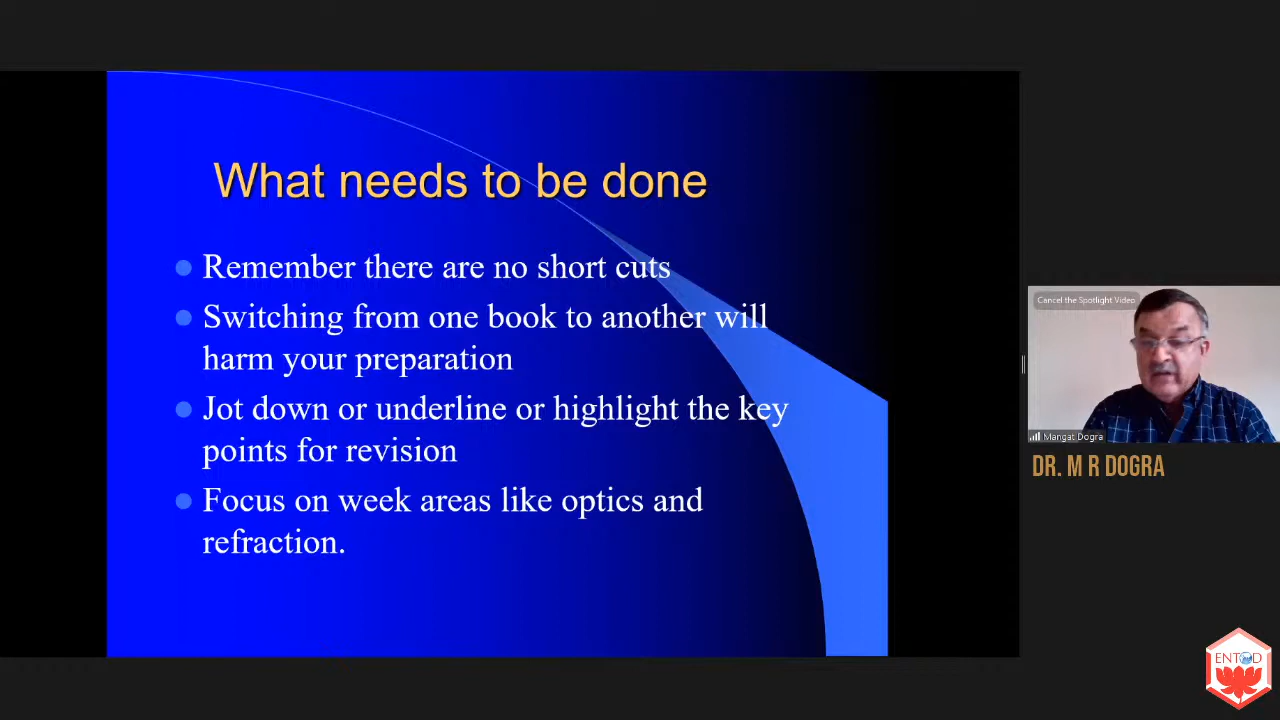 What needs to be done
Remember there are no short cuts
Switching from one book to another will
harm your preparation
Jot down or underline or highlight the key
points for revision
Focus on week areas like optics and
refraction.
Cancel the Spotlight Video
Mangat Dogra
DR. M R DOGRA
ENTOD